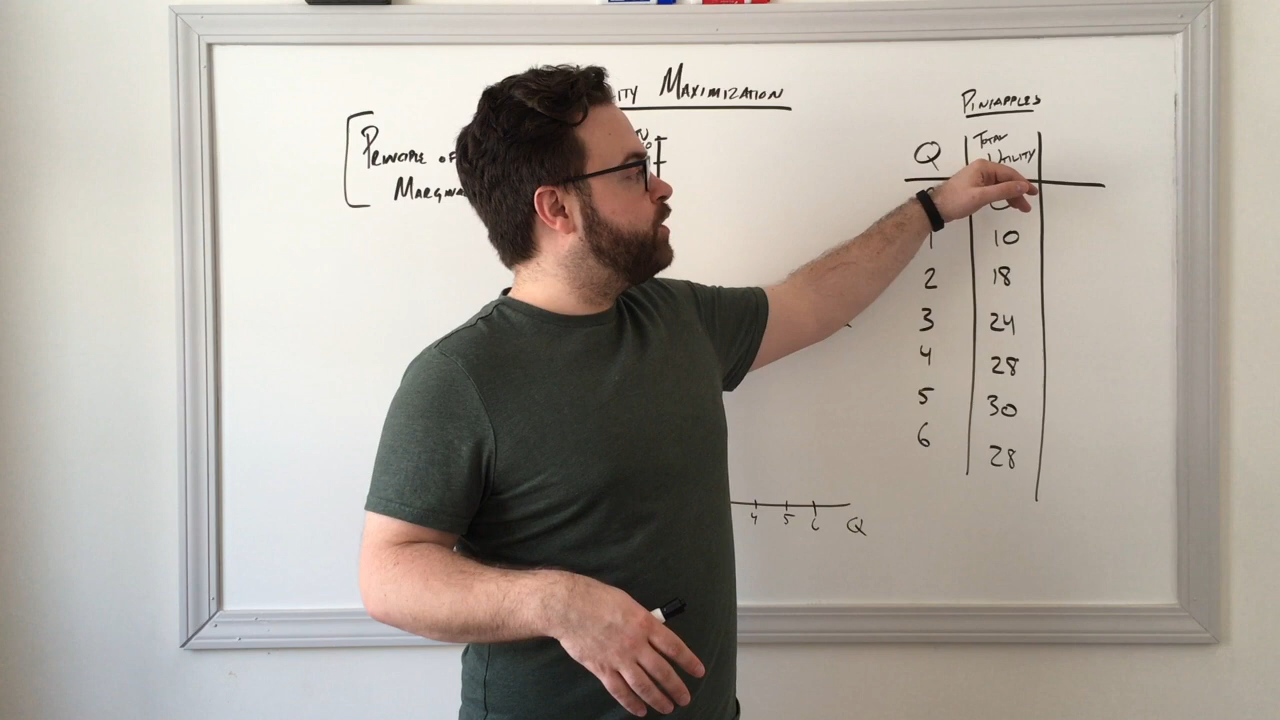 ITY MAXIMIZATION
PRINCIPLE OF
PINEAPPLES
Q TOTAL
UTILITY
1 10
2 18
3 24
4 28
5 30
6 28
4 5 6 Q